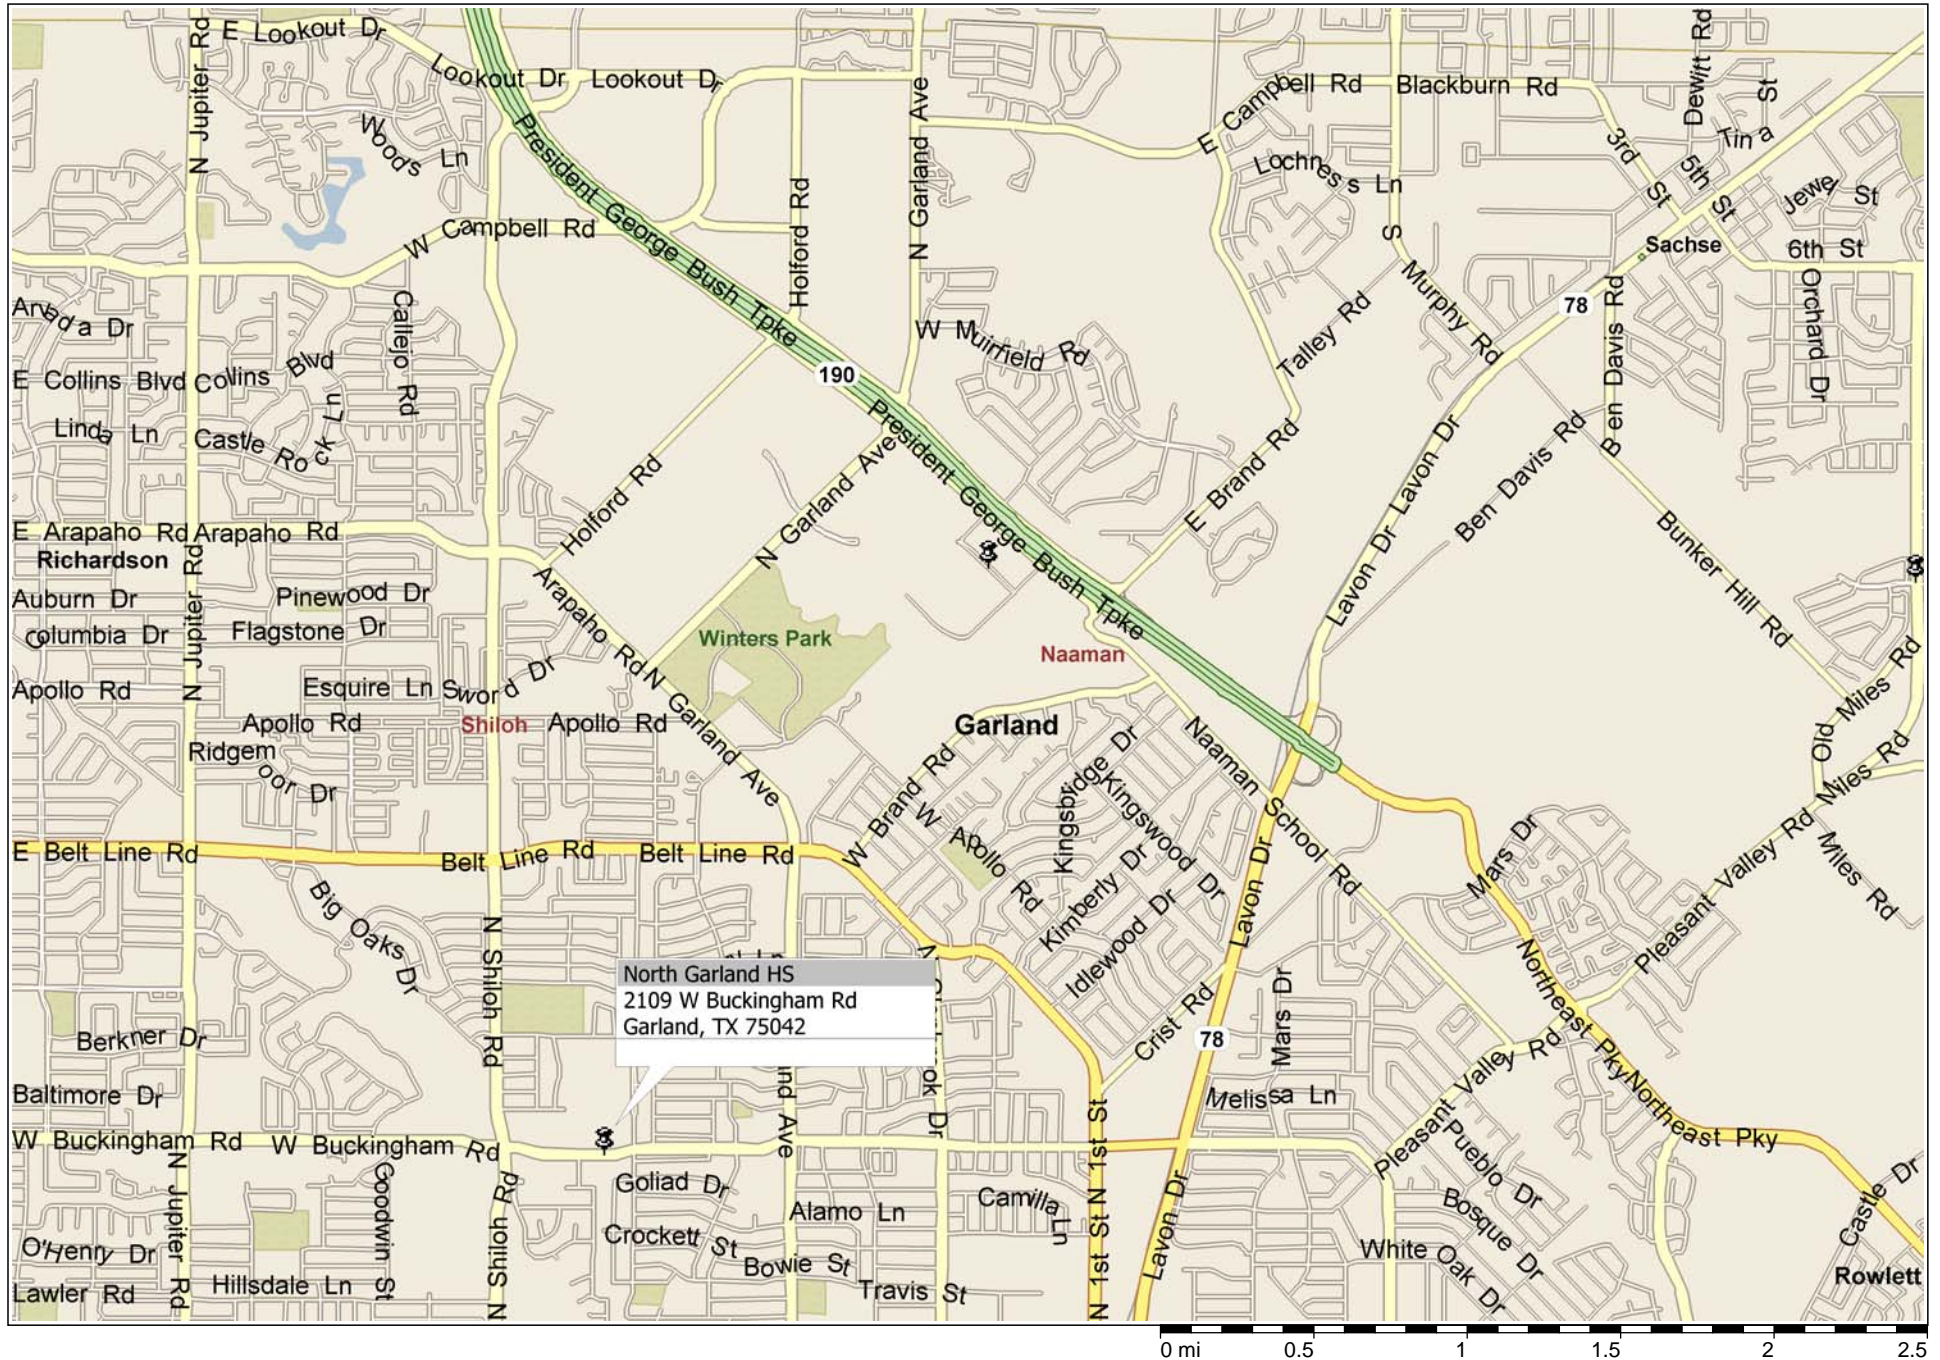 E Lookout Dr
Lookout Dr
Lookout Dr
N Jupiter Rd
Woods Ln
President George Bush Tpke
N Garland Ave
Holford Rd
E Campbell Rd
Blackburn Rd
Dewitt Rd
Tina St
3rd St
5th St
Jewel St
Lochness Ln
S Murphy Rd
Sachse
6th St
Orchard Dr
W Campbell Rd
Arvada Dr
Callejo Rd
78
Ben Davis Rd
Talley Rd
W Muirfield Rd
190
E Collins Blvd
Collins Blvd
Linda Ln
Castle Rock Ln
President George Bush Tpke
N Garland Ave
E Brand Rd
Lavon Dr
Lavon Dr
Ben Davis Rd
Holford Rd
E Arapaho Rd
Arapaho Rd
Richardson
N Jupiter Rd
Bunker Hill Rd
Auburn Dr
Pinewood Dr
Arapaho Rd
Columbia Dr
Flagstone Dr
Winters Park
Naaman
Old Miles Rd
Apollo Rd
Esquire Ln
Sword Dr
Apollo Rd
Shiloh
Apollo Rd
N Garland Ave
Garland
Ridgemoor Dr
W Brand Rd
Kingsbridge Dr
Kingswood Dr
Naaman School Rd
Miles Rd
W Apollo Rd
E Belt Line Rd
Belt Line Rd
Belt Line Rd
Kimberly Dr
Idlewood Dr
Lavon Dr
Mars Dr
Pleasant Valley Rd
Miles Rd
Big Oaks Dr
N Shiloh Rd
Northeast Pky
North Garland HS
2109 W Buckingham Rd
Garland, TX 75042
Berkner Dr
Crist Rd
78
Mars Dr
Pleasant Valley Rd
Baltimore Dr
Ave
Dr
Melissa Ln
Northeast Pky
W Buckingham Rd
W Buckingham Rd
N 1st St
Pueblo Dr
N Jupiter Rd
Goodwin St
N Shiloh Rd
Goliad Dr
Alamo Ln
Camilla Ln
N 1st St
Lavon Dr
Bosque Dr
Castle Dr
O'Henry Dr
Crockett St
Bowie St
White Oak Dr
Lawler Rd
Hillsdale Ln
Travis St
Rowlett
0 mi 0.5 1 1.5 2 2.5